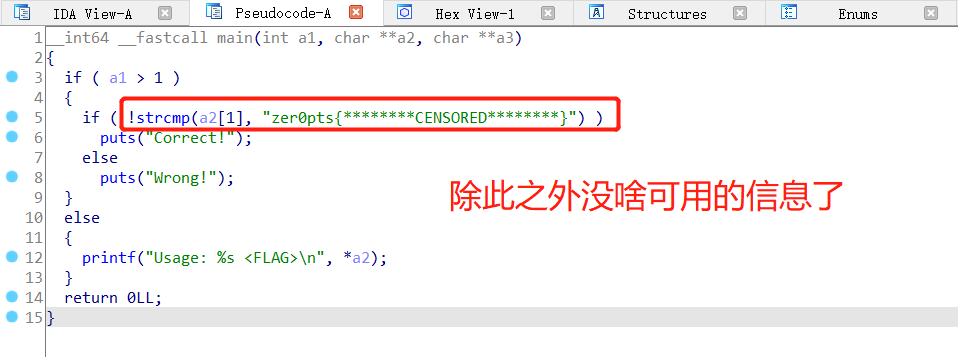 IDA View-A Pseudocode-A Hex View-1 Structures Enums
1 __int64 __fastcall main(int a1, char **a2, char **a3)
2 {
3 if ( a1 > 1 )
4 {
5 if ( !strcmp(a2[1], "zer0pts{********CENSORED********}") )
6 puts("Correct!");
7 else
8 puts("Wrong!");
9 }
10 else
11 {
12 printf("Usage: %s <FLAG>\n", *a2);
13 }
14 return 0LL;
15 }
除此之外没啥可用的信息了